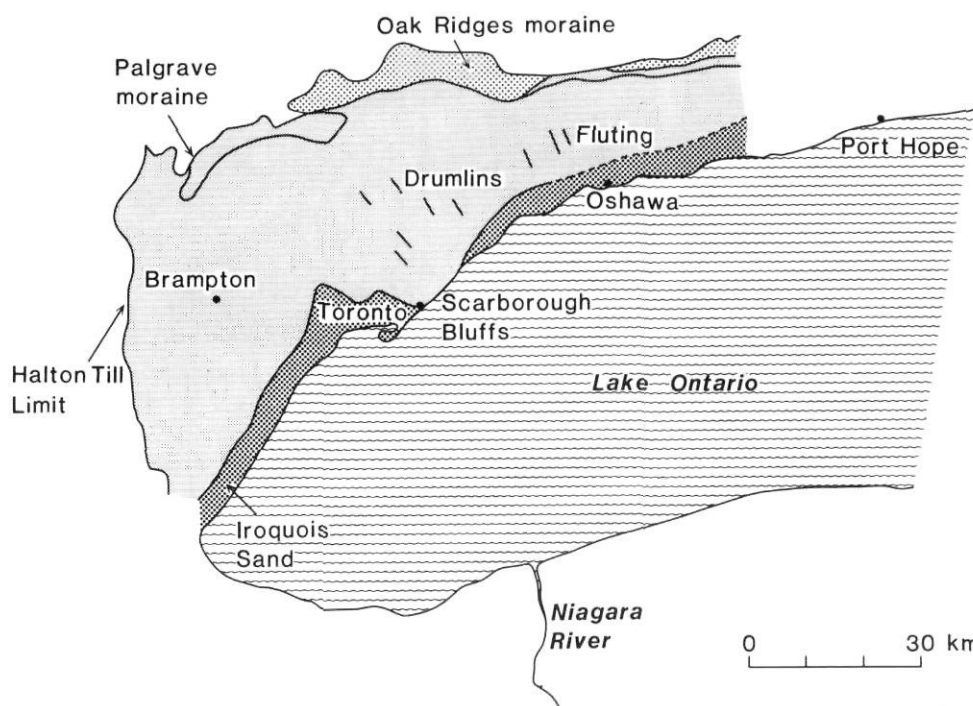 Oak Ridges moraine
Palgrave
moraine
Fluting
Port Hope
Drumlins
Oshawa
Brampton
Toronto
Scarborough
Bluffs
Halton Till
Limit
Lake Ontario
Iroquois
Sand
Niagara
River
0 30 km